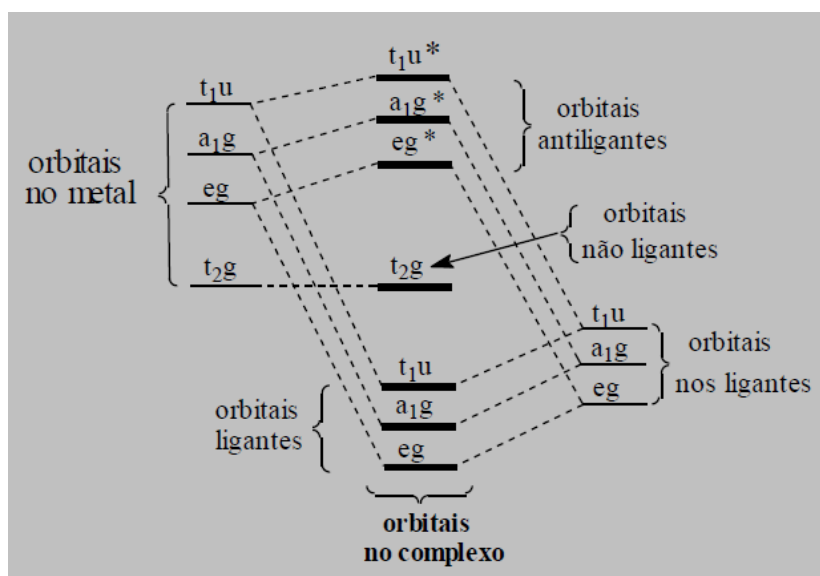 t₁u
a₁g
eg
t₂g
orbitais
no metal
t₁u*
a₁g*
eg*
t₂g
t₁u
a₁g
eg
orbitais
antiligantes
orbitais
não ligantes
t₁u
a₁g
eg
orbitais
nos ligantes
orbitais
ligantes
orbitais
no complexo